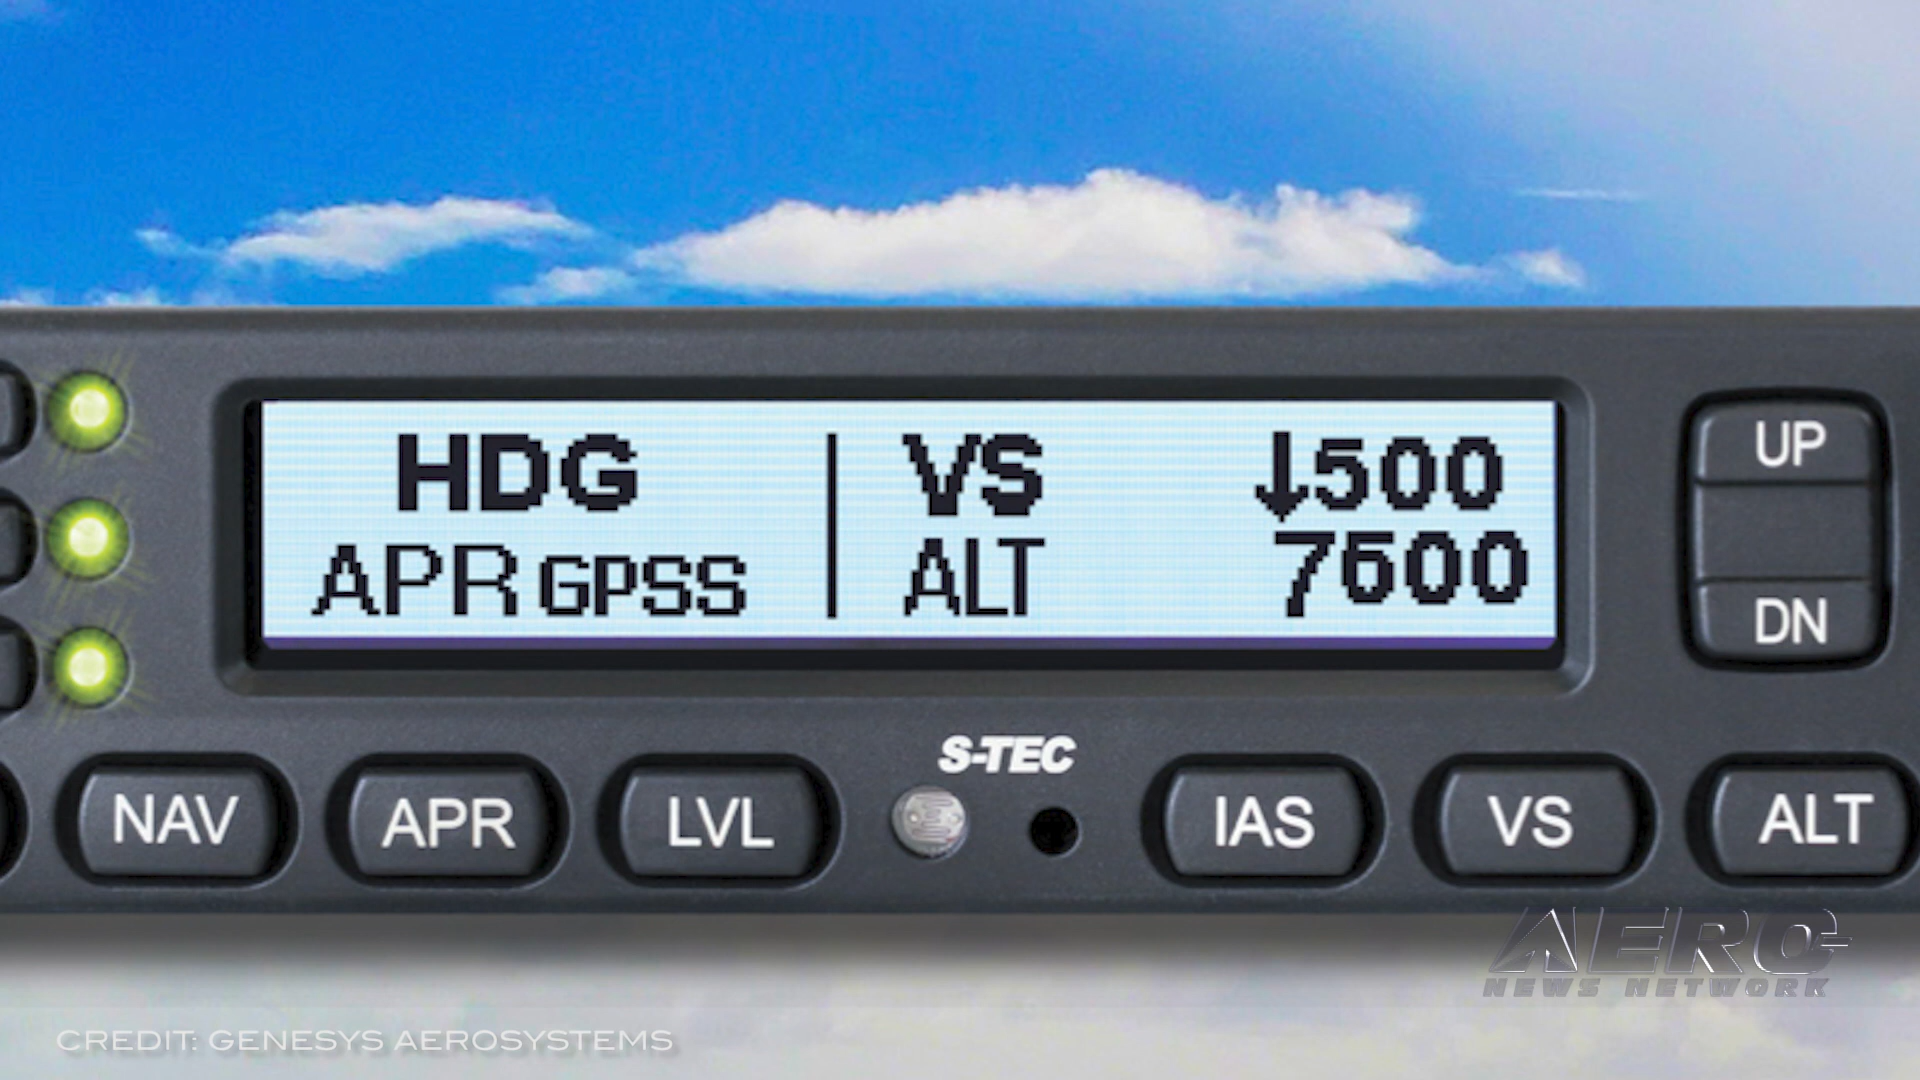 HDG VS ↓500
APR GPSS ALT 7600
UP
DN
S-TEC
NAV APR LVL IAS VS ALT
AERO
NEWS NETWORK
CREDIT: GENESYS AEROSYSTEMS